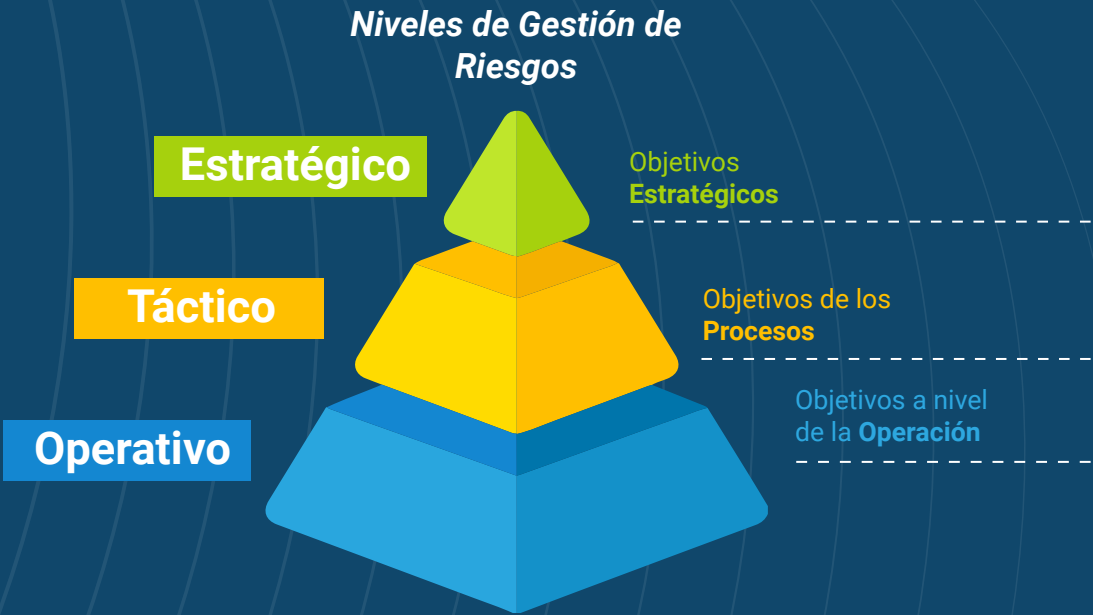 Niveles de Gestión de
Riesgos
Estratégico
Objetivos
Estratégicos
Táctico
Objetivos de los
Procesos
Operativo
Objetivos a nivel
de la Operación